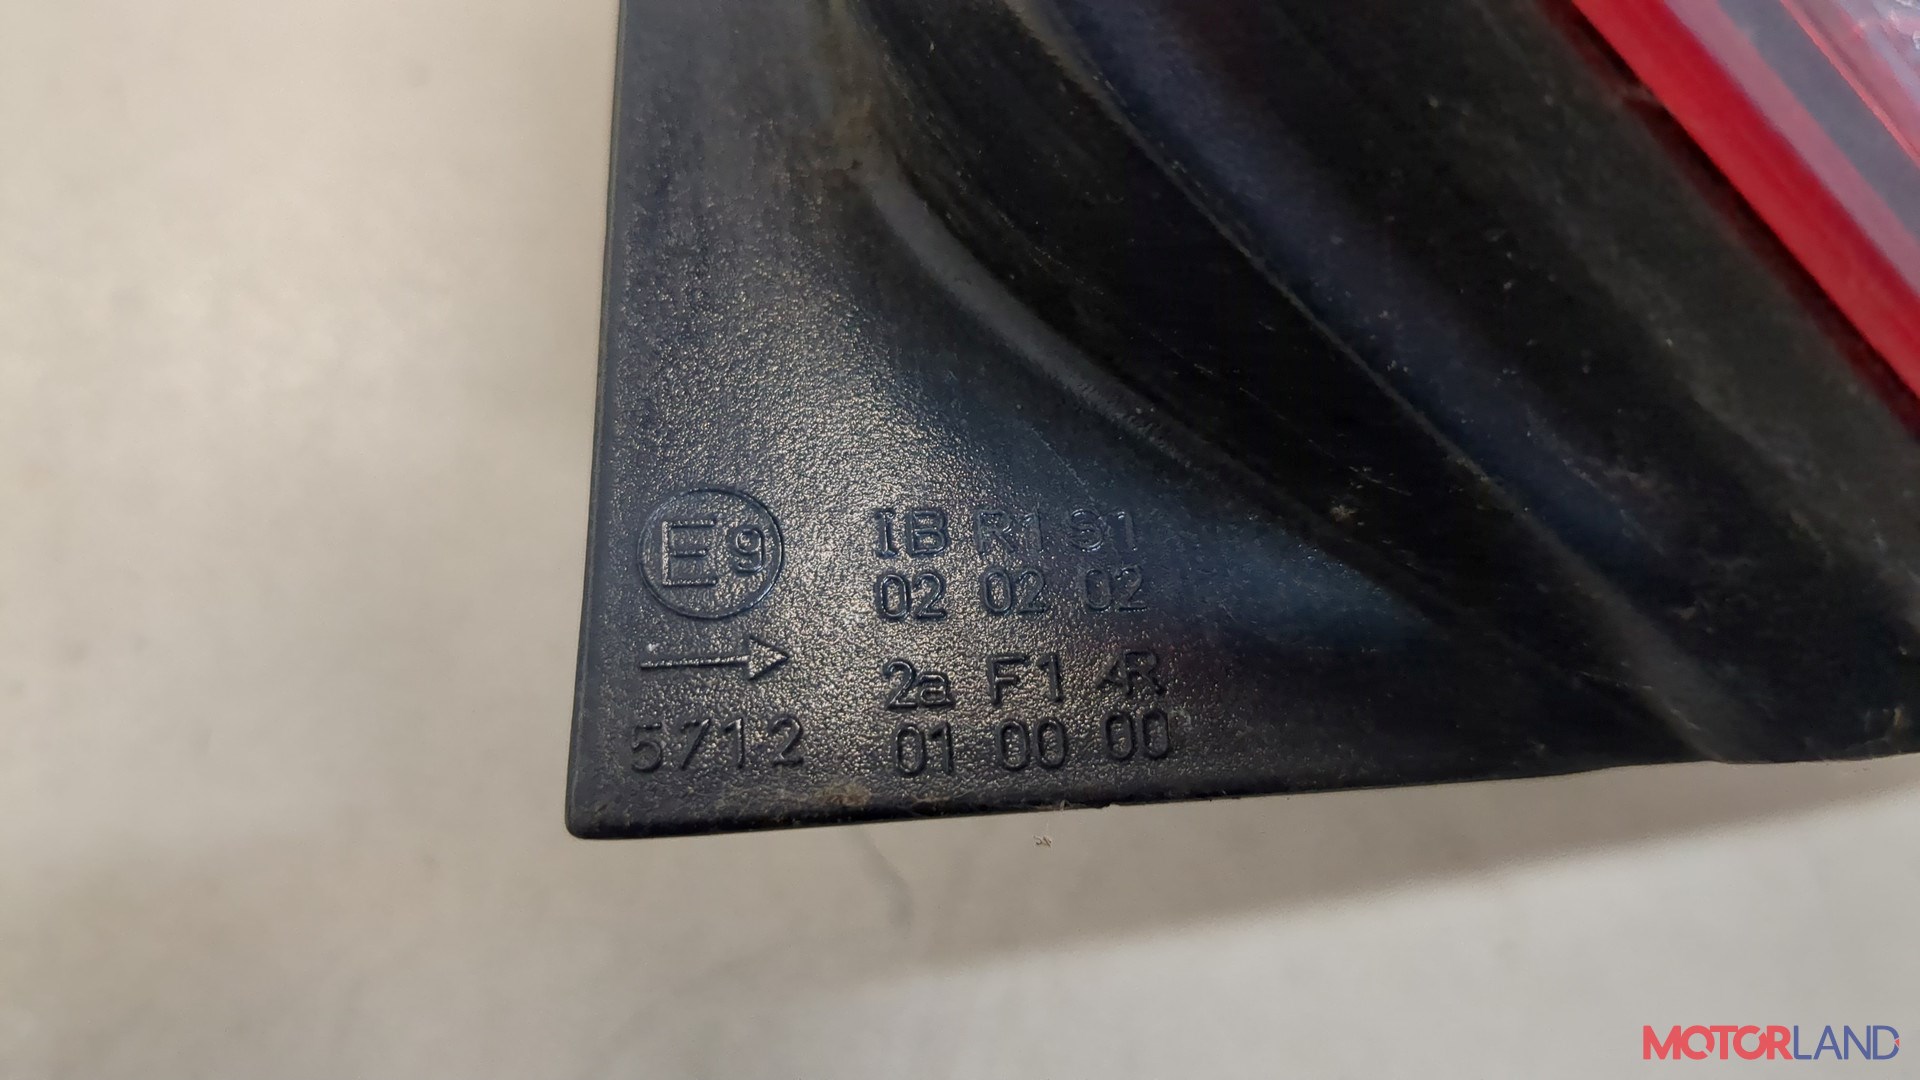 E9 IB R1 S1
02 02 02
→ 2a F1 AR
5712 01 00 00
MOTORLAND